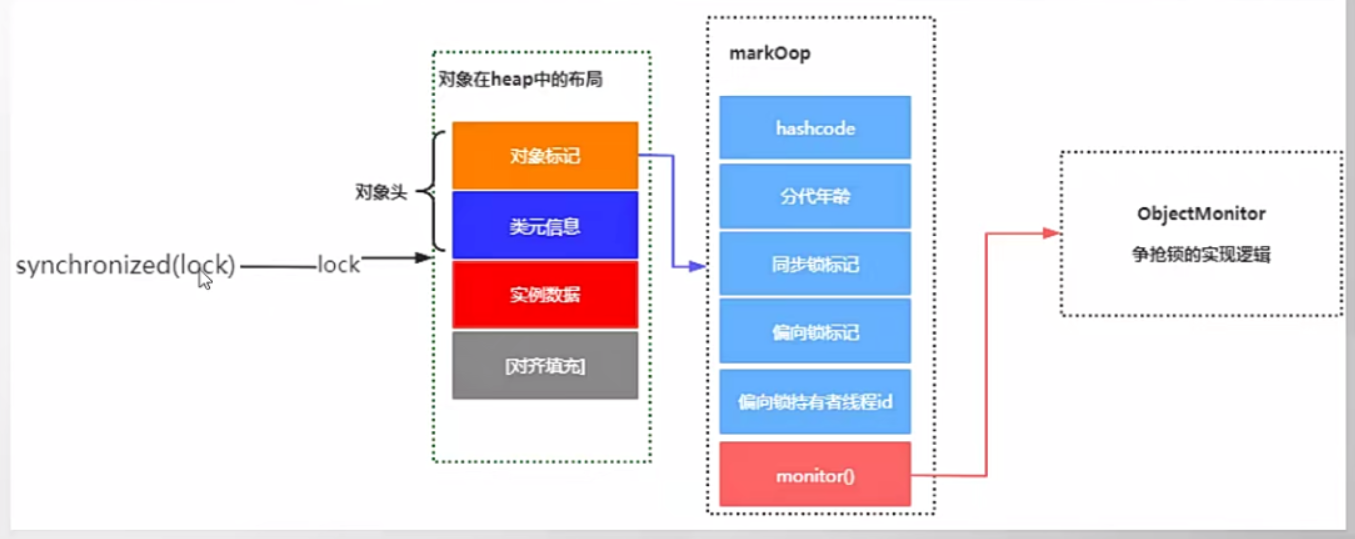 synchronized(lock)
lock
对象在heap中的布局
对象头
对象标记
类元信息
实例数据
[对齐填充]
markOop
hashcode
分代年龄
同步锁标记
偏向锁标记
偏向锁持有者线程id
monitor()
ObjectMonitor
争抢锁的实现逻辑